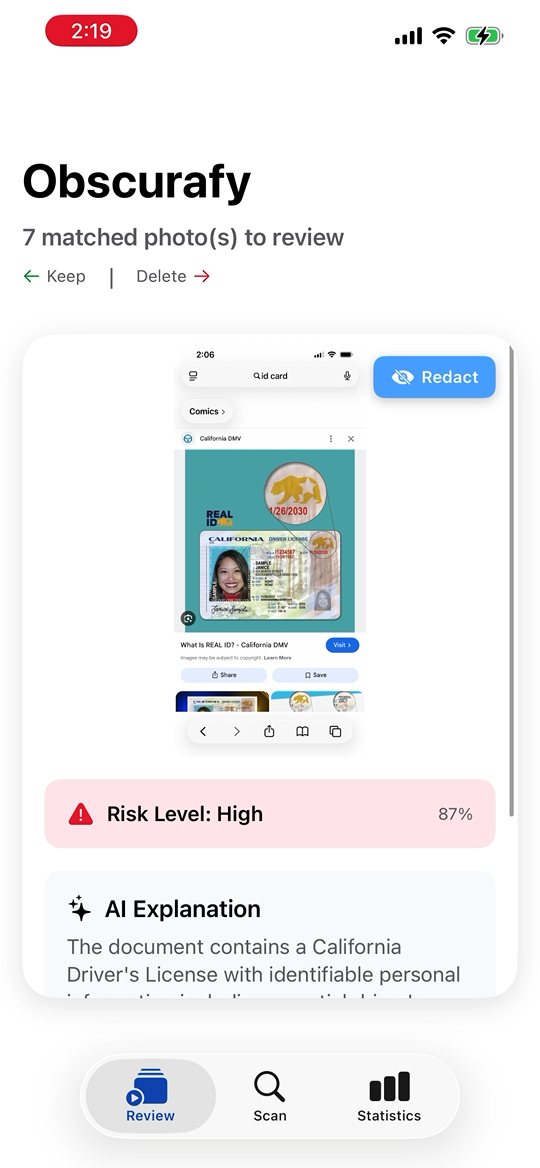 2:19
Obscurafy
7 matched photo(s) to review
← Keep | Delete →
2:06
id card
Redact
Comics ›
California DMV
1/26/2030
REAL
ID
CALIFORNIA DRIVER LICENSE
I1234567
SAMPLE
JANICE
What Is REAL ID? - California DMV
Visit ›
Images may be subject to copyright. Learn More
Share
Save
CALIFORNIA
Risk Level: High
87%
AI Explanation
The document contains a California
Driver's License with identifiable personal
Review
Scan
Statistics